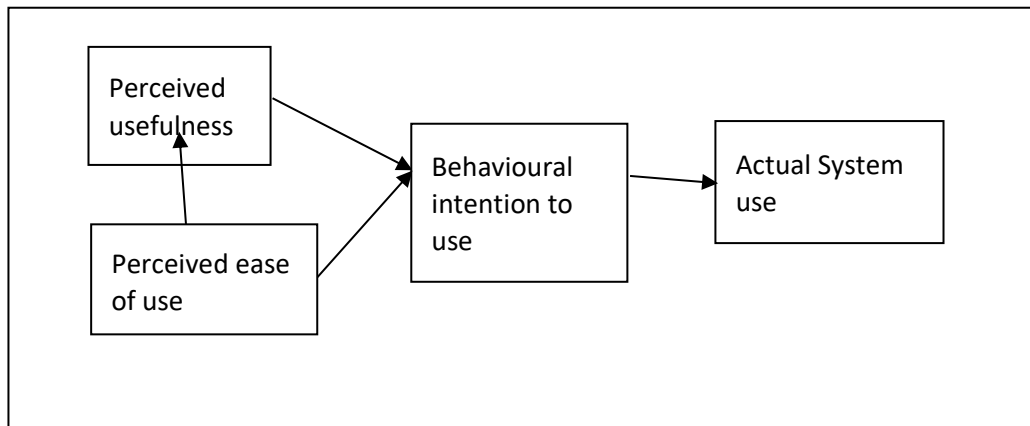 Perceived
usefulness
Perceived ease
of use
Behavioural
intention to
use
Actual System
use